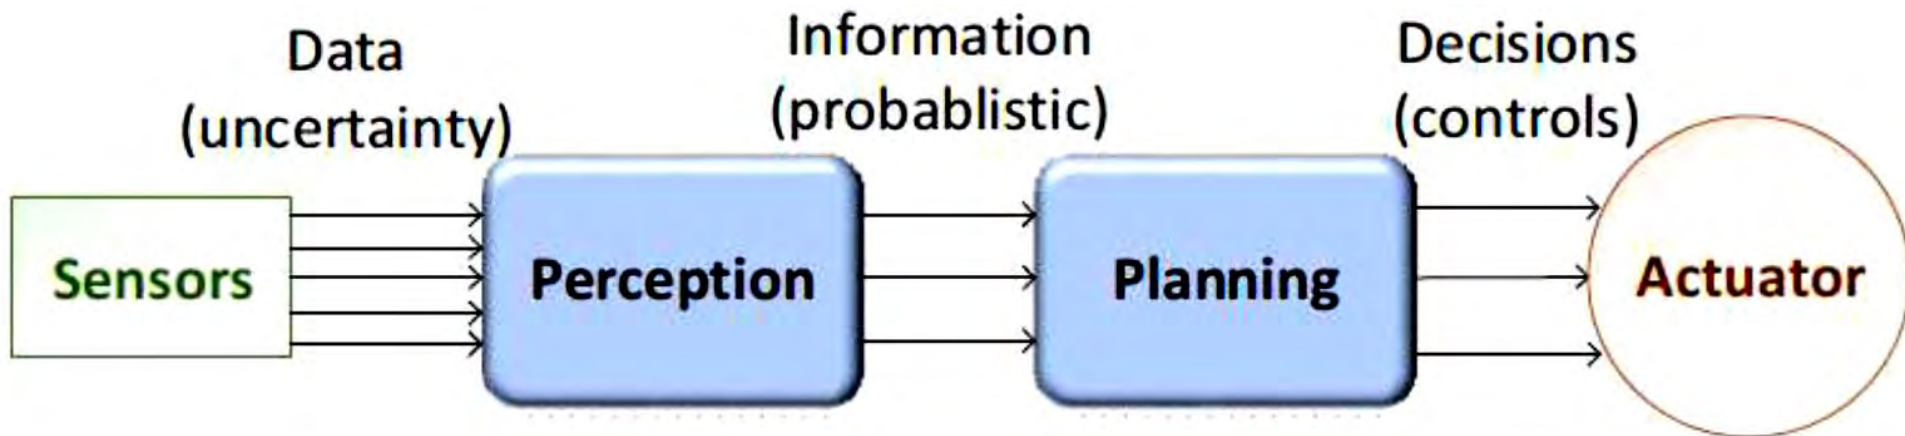 Data
(uncertainty)
Information
(probablistic)
Decisions
(controls)
Sensors
Perception
Planning
Actuator